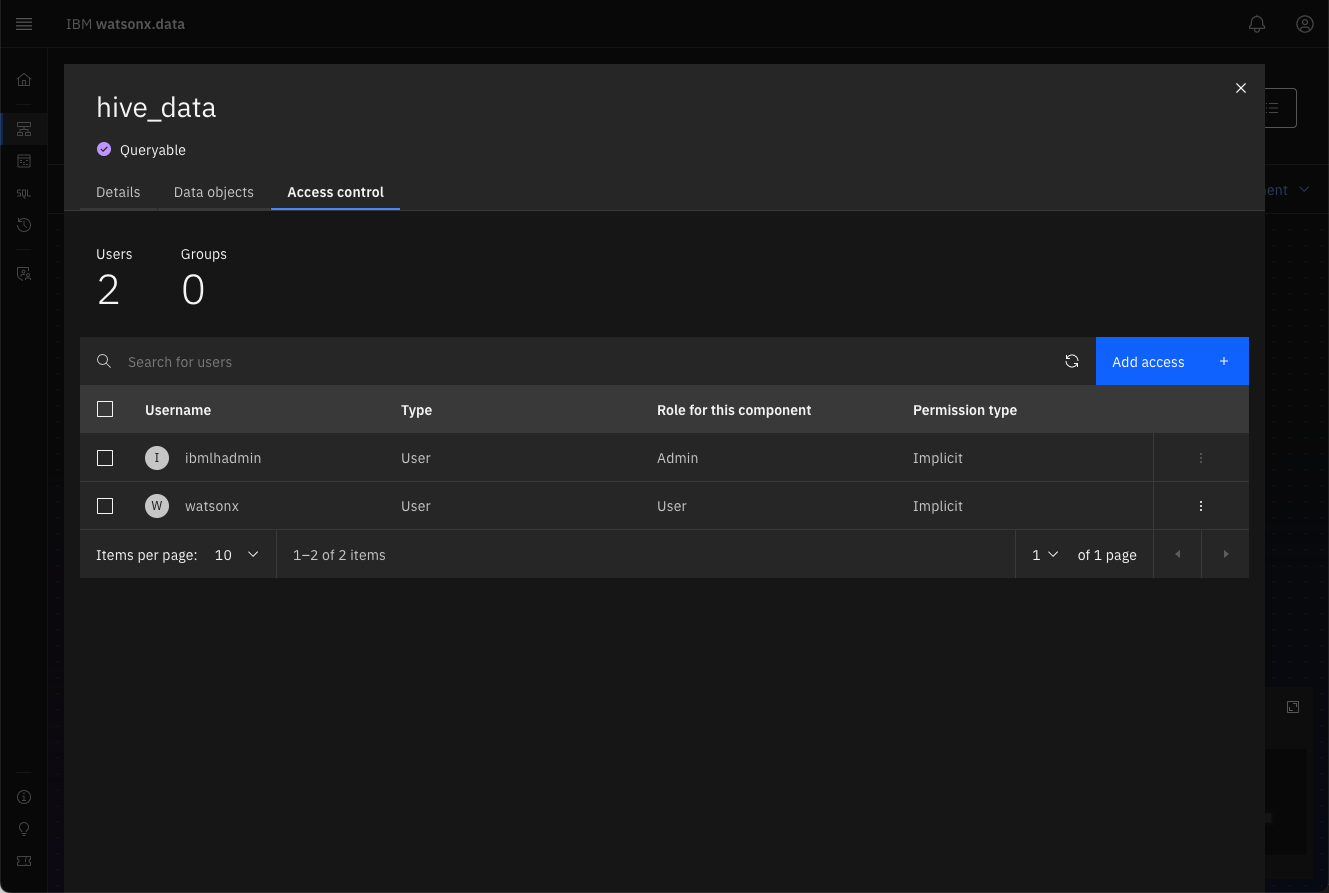 IBM watsonx.data
hive_data
Queryable
Details Data objects Access control
Users Groups
2 0
Search for users Add access +
Username Type Role for this component Permission type
I ibmlhadmin User Admin Implicit
W watsonx User User Implicit
Items per page: 10 1–2 of 2 items 1 of 1 page
SQL